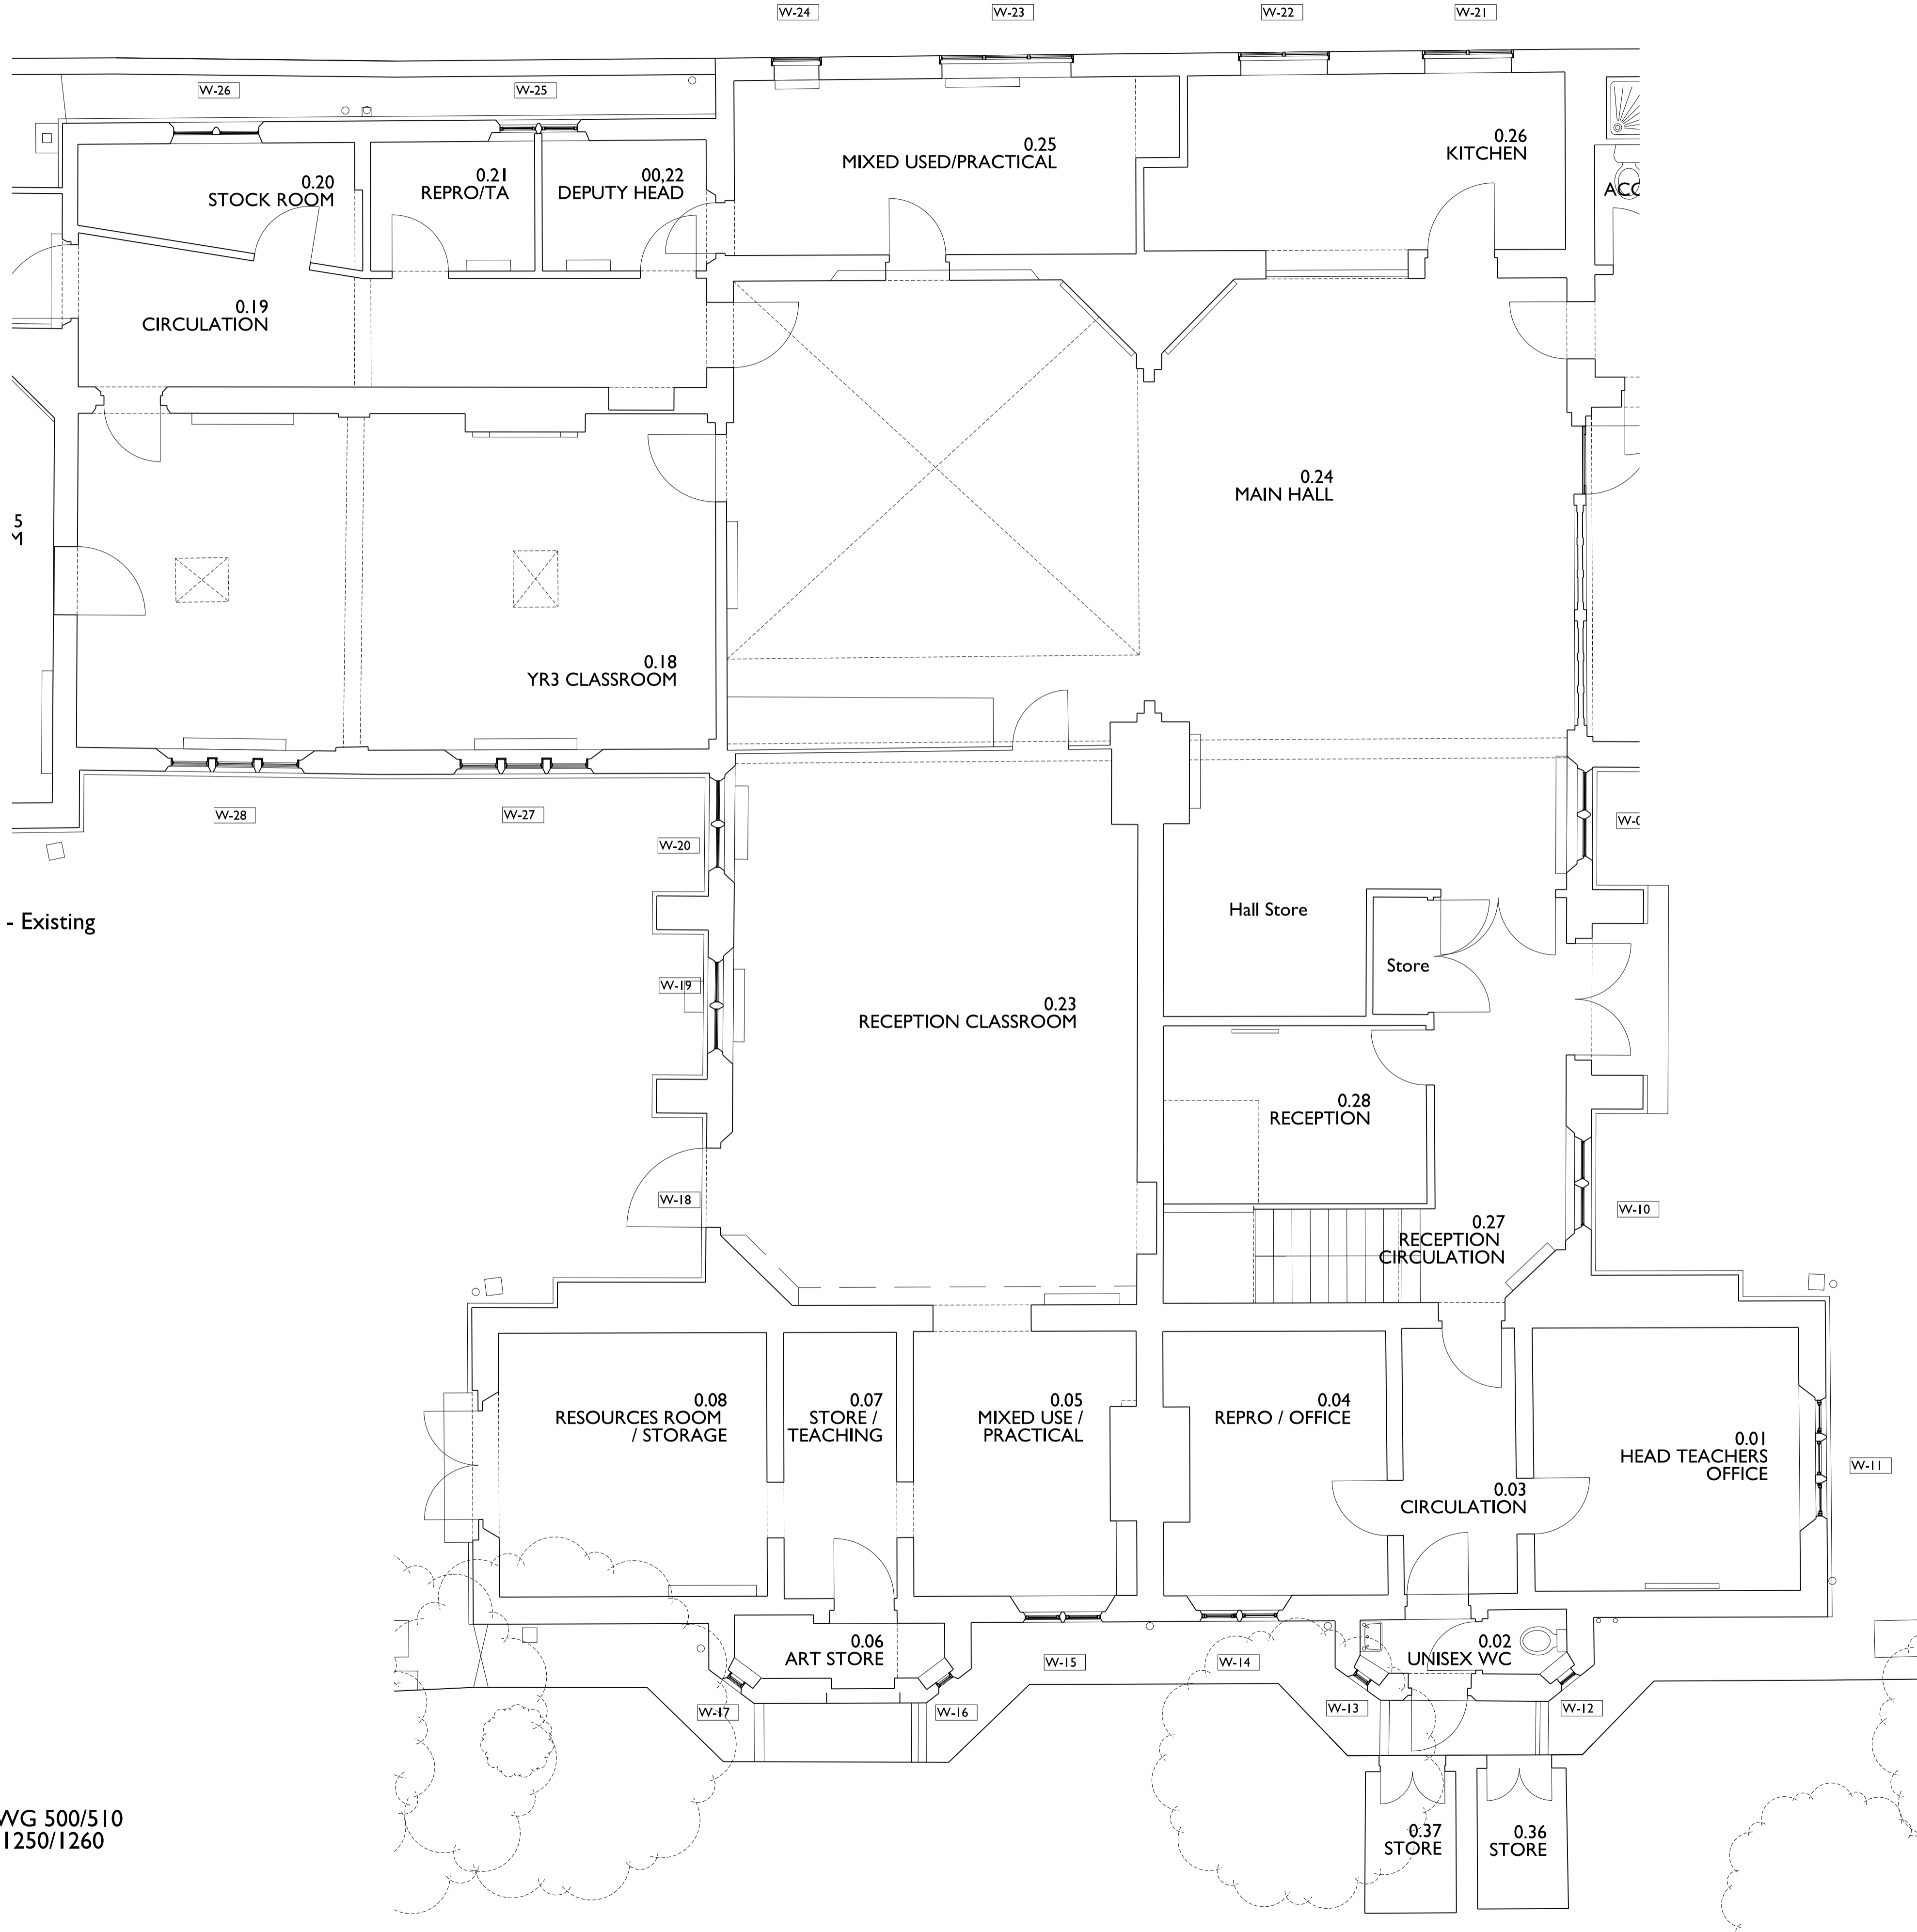 W-24
W-23
W-22
W-21
W-26
W-25
0.25
MIXED USED/PRACTICAL
0.26
KITCHEN
0.20
STOCK ROOM
0.21
REPRO/TA
00,22
DEPUTY HEAD
0.19
CIRCULATION
0.24
MAIN HALL
5
0.18
YR3 CLASSROOM
W-28
W-27
W-20
- Existing
Hall Store
Store
W-19
0.23
RECEPTION CLASSROOM
0.28
RECEPTION
W-18
W-10
0.27
RECEPTION
CIRCULATION
0.08
RESOURCES ROOM
/ STORAGE
0.07
STORE /
TEACHING
0.05
MIXED USE /
PRACTICAL
0.04
REPRO / OFFICE
0.01
HEAD TEACHERS
OFFICE
W-11
0.03
CIRCULATION
0.06
ART STORE
W-15
W-14
0.02
UNISEX WC
W-17
W-16
W-13
W-12
WG 500/510
1250/1260
0.37
STORE
0.36
STORE